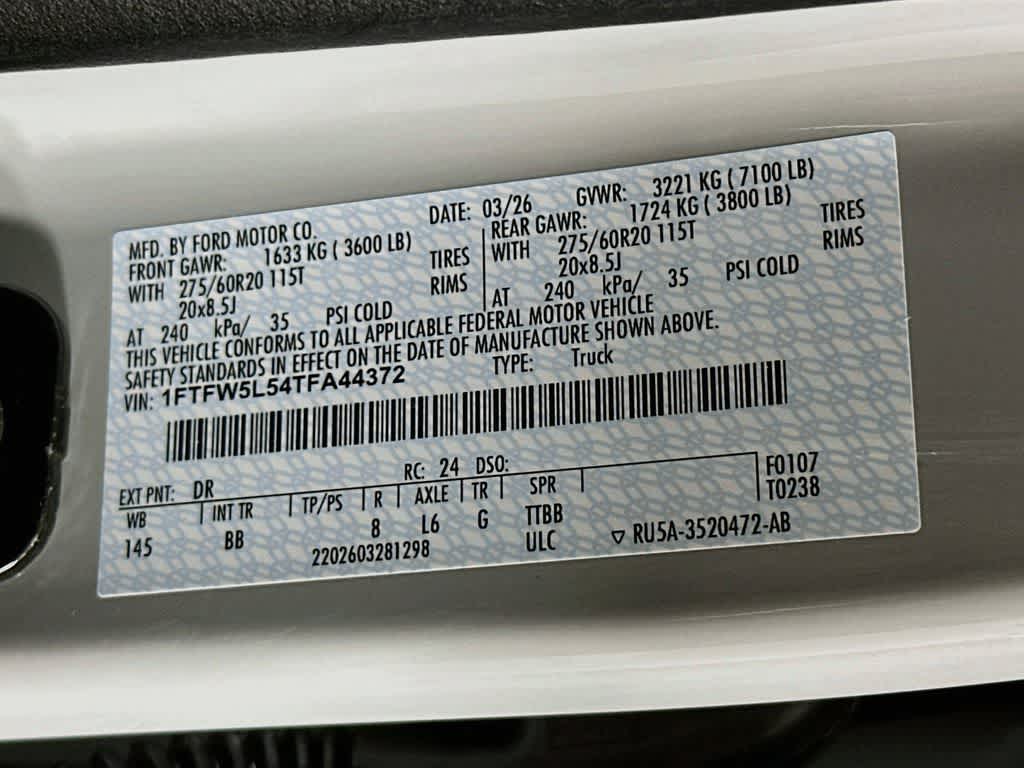 MFD. BY FORD MOTOR CO. DATE: 03/26 GVWR: 3221 KG ( 7100 LB)
FRONT GAWR: 1633 KG ( 3600 LB) REAR GAWR: 1724 KG ( 3800 LB)
WITH 275/60R20 115T TIRES WITH 275/60R20 115T TIRES
20x8.5J RIMS 20x8.5J RIMS
AT 240 kPa/ 35 PSI COLD AT 240 kPa/ 35 PSI COLD
THIS VEHICLE CONFORMS TO ALL APPLICABLE FEDERAL MOTOR VEHICLE
SAFETY STANDARDS IN EFFECT ON THE DATE OF MANUFACTURE SHOWN ABOVE.
VIN: 1FTFW5L54TFA44372 TYPE: Truck
EXT PNT: DR RC: 24 DSO: F0107
WB INT TR TP/PS R AXLE TR SPR T0238
145 BB 8 L6 G TTBB
2202603281298 ULC ▽ RU5A-3520472-AB